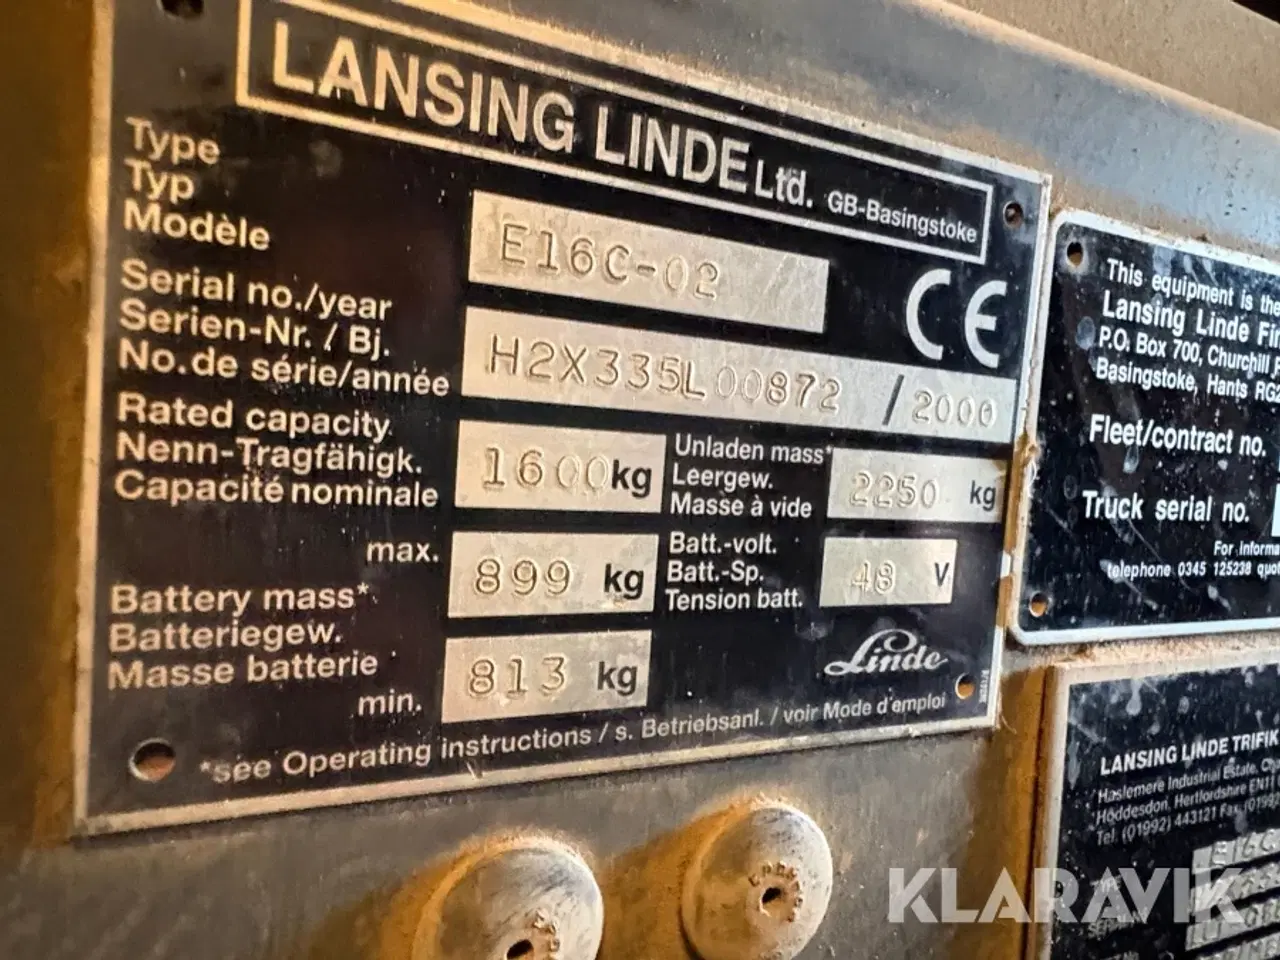 LANSING LINDE Ltd. GB-Basingstoke
Type
Typ
Modèle
E16C-02
CE
Serial no./year
Serien-Nr. / Bj.
No.de série/année
H2X335L00872 / 2000
Rated capacity
Nenn-Tragfähigk.
Capacité nominale
1600 kg
Unladen mass*
Leergew.
Masse à vide
2250 kg
max.
899 kg
Batt.-volt.
Batt.-Sp.
Tension batt.
48 V
Battery mass*
Batteriegew.
Masse batterie
min.
813 kg
Linde
*see Operating instructions / s. Betriebsanl. / voir Mode d'emploi
This equipment is the
Lansing Linde
P.O. Box 700, Churchill
Basingstoke, Hants
Fleet/contract no.
Truck serial no.
For
telephone 0345 125238
LANSING LINDE TRIFIK
Haslemere Industrial Estate,
Hoddesdon, Hertfordshire EN11
Tel. (01992) 443121 Fax.
TYPE
E16C
SERIAL
KLARAVIK